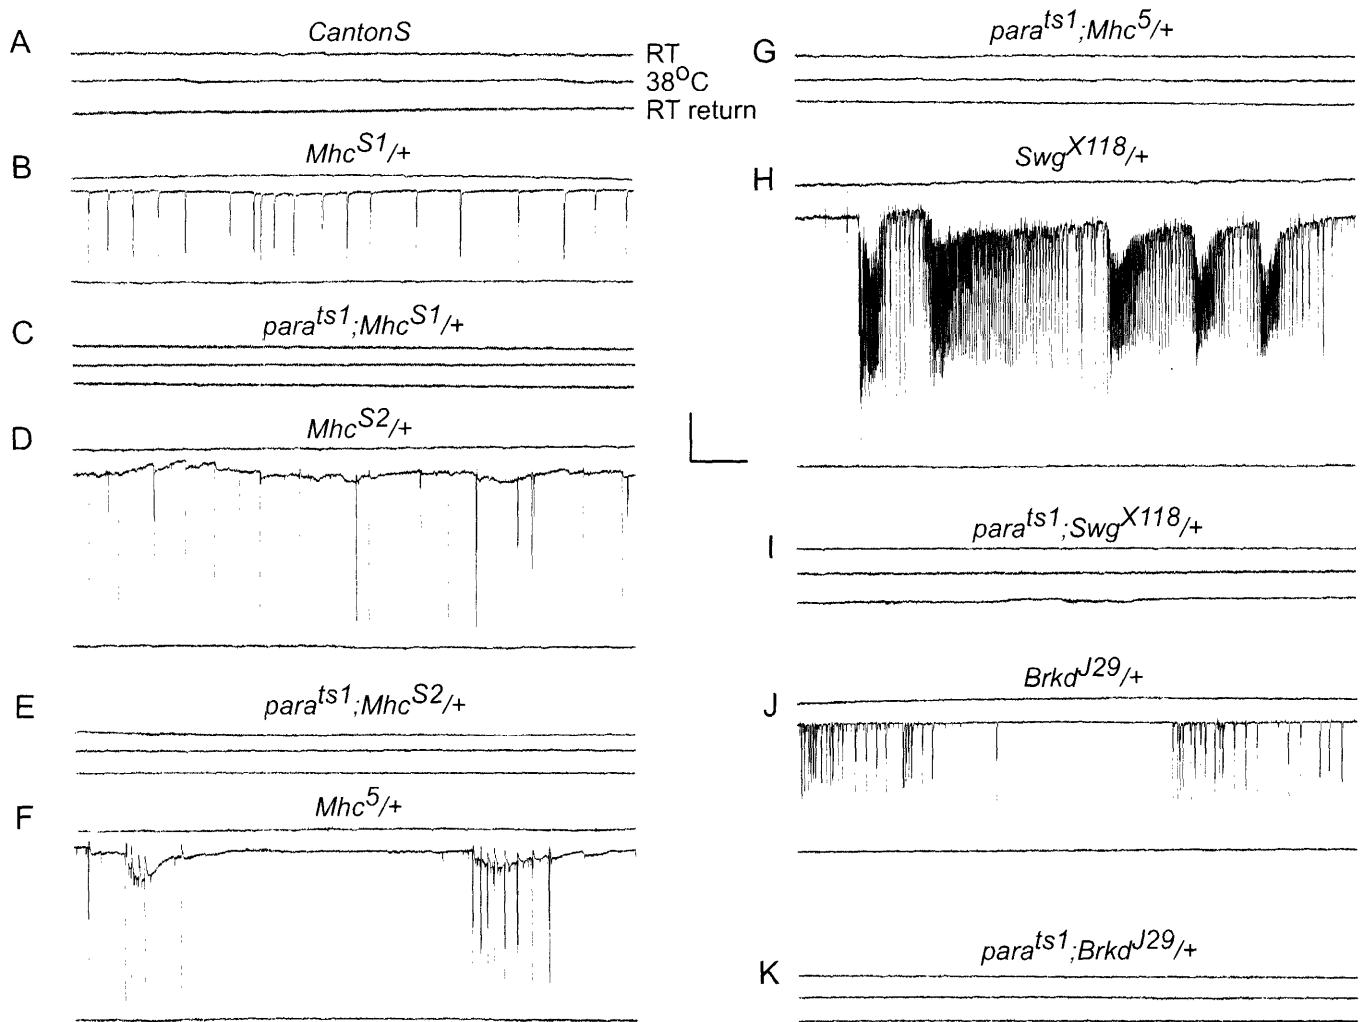 A
CantonS
RT
38°C
RT return
B
Mhc^S1/+
C
para^ts1;Mhc^S1/+
D
Mhc^S2/+
E
para^ts1;Mhc^S2/+
F
Mhc^5/+
G
para^ts1;Mhc^5/+
H
Swg^X118/+
I
para^ts1;Swg^X118/+
J
Brkd^J29/+
K
para^ts1;Brkd^J29/+